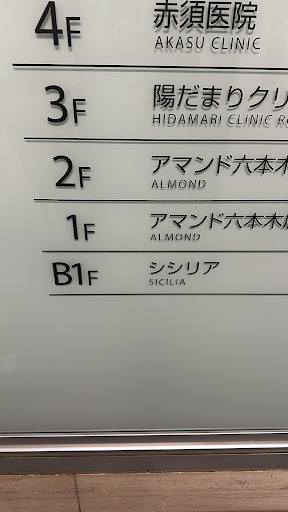 4F 赤須医院
AKASU CLINIC
3F 陽だまりクリ
HIDAMARI CLINIC
2F アマンド六本木
ALMOND
1F アマンド六本木
ALMOND
B1F シシリア
SICILIA